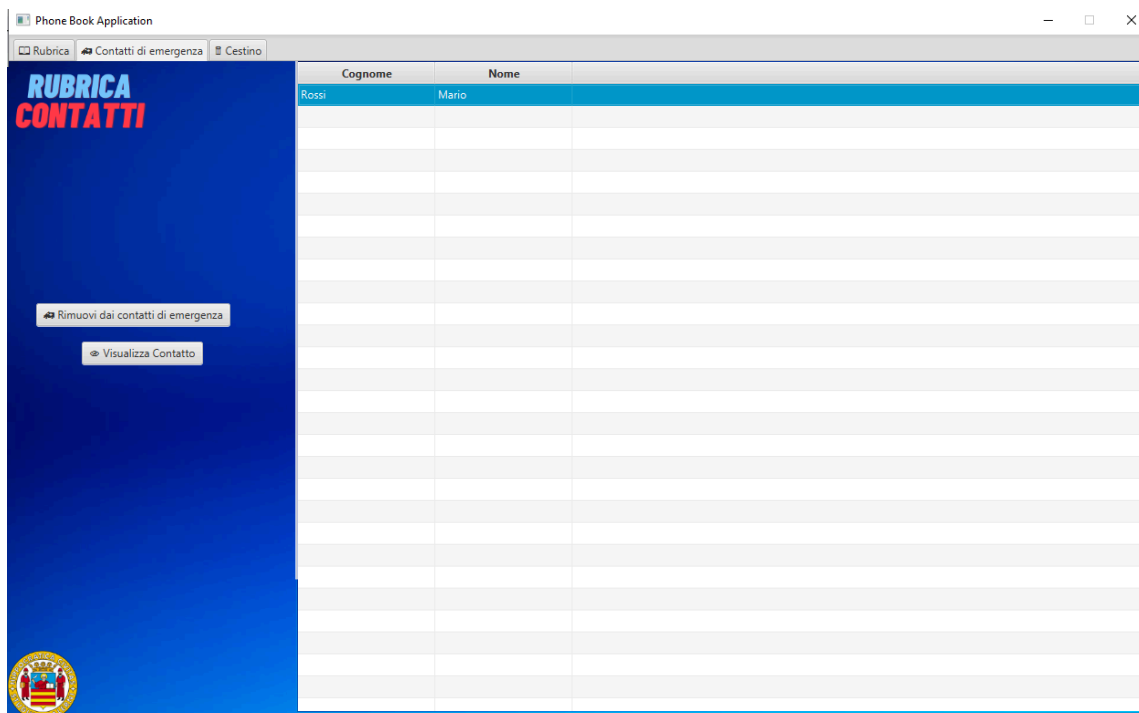 Phone Book Application
Rubrica Contatti di emergenza Cestino
RUBRICA
CONTATTI
Cognome Nome
Rossi Mario
Rimuovi dai contatti di emergenza
Visualizza Contatto